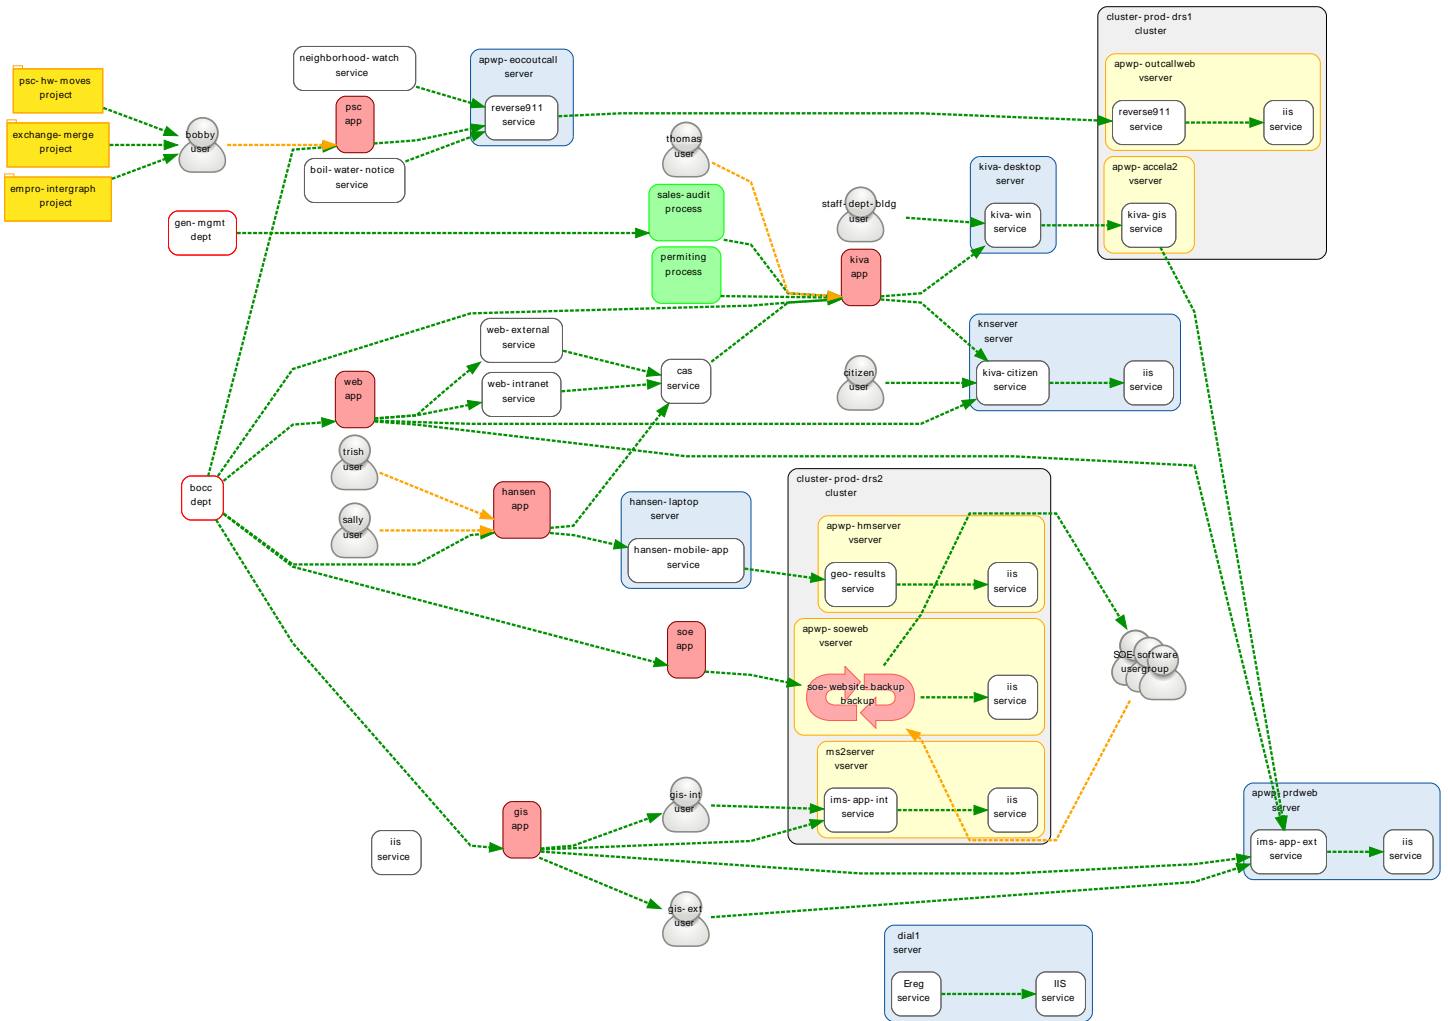 cluster-prod-drs1
cluster
neighborhood-watch
service
apwp-eocoutcall
server
apwp-outcallweb
vserver
psc-hw-moves
project
psc
app
reverse911
service
reverse911
service
iis
service
exchange-merge
project
bobby
user
thomas
user
boil-water-notice
service
kiva-desktop
server
apwp-accela2
vserver
empro-intergraph
project
sales-audit
process
staff-dept-bldg
user
kiva-win
service
kiva-gis
service
gen-mgmt
dept
permiting
process
kiva
app
web-external
service
knserver
server
cas
service
citizen
user
kiva-citizen
service
iis
service
web
app
web-intranet
service
trish
user
bocc
dept
hansen
app
cluster-prod-drs2
cluster
hansen-laptop
server
sally
user
apwp-hmserver
vserver
hansen-mobile-app
service
geo-results
service
iis
service
soe
app
apwp-soeweb
vserver
SOE-software
usergroup
soe-website-backup
backup
iis
service
ms2server
vserver
gis-int
user
ims-app-int
service
iis
service
apwp-prdweb
server
gis
app
iis
service
ims-app-ext
service
iis
service
gis-ext
user
dial1
server
Ereg
service
IIS
service